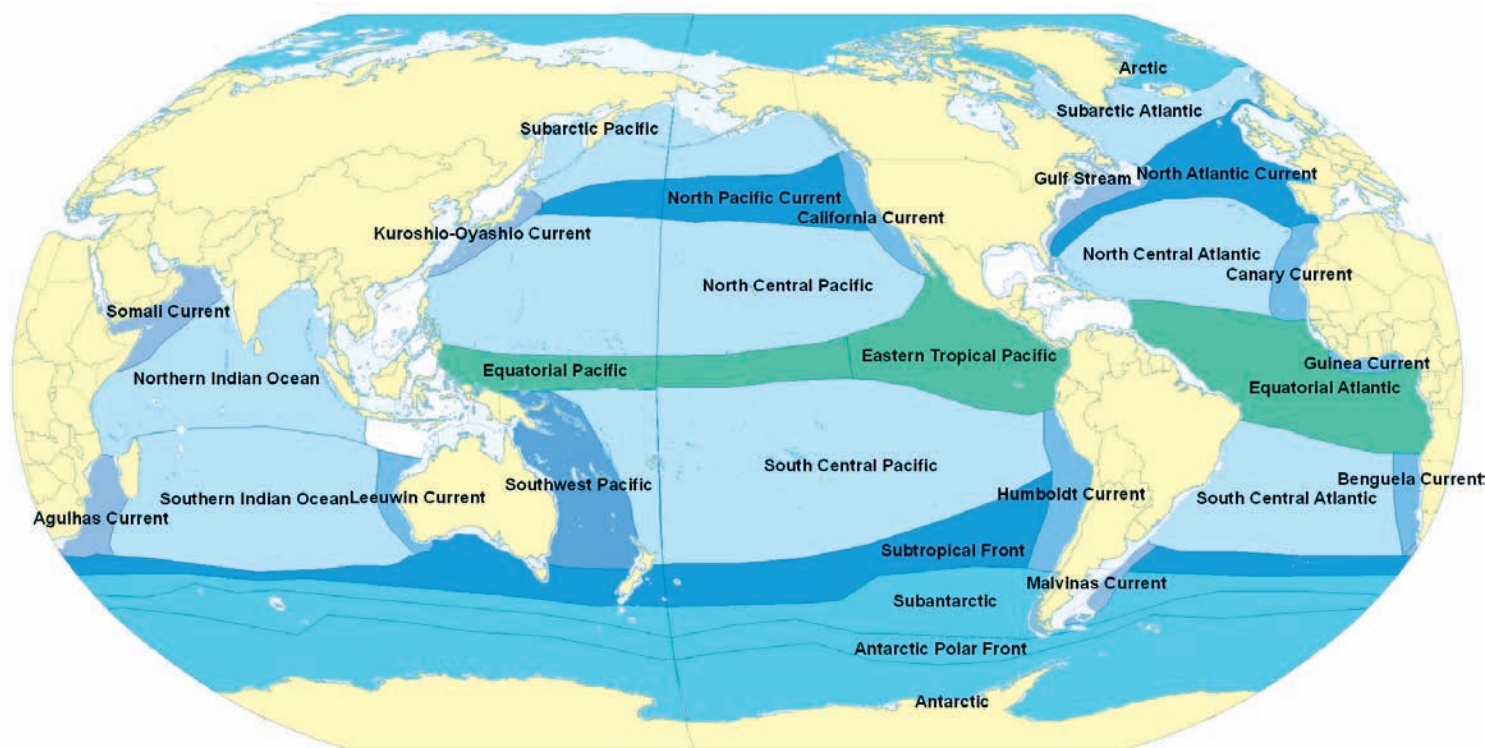 Arctic
Subarctic Atlantic
Subarctic Pacific
Gulf Stream
North Atlantic Current
North Pacific Current
California Current
Kuroshio-Oyashio Current
North Central Atlantic
Canary Current
North Central Pacific
Somali Current
Eastern Tropical Pacific
Guinea Current
Equatorial Pacific
Northern Indian Ocean
Equatorial Atlantic
South Central Pacific
Benguela Current
Southwest Pacific
Humboldt Current
Southern Indian Ocean
Leeuwin Current
South Central Atlantic
Agulhas Current
Subtropical Front
Malvinas Current
Subantarctic
Antarctic Polar Front
Antarctic